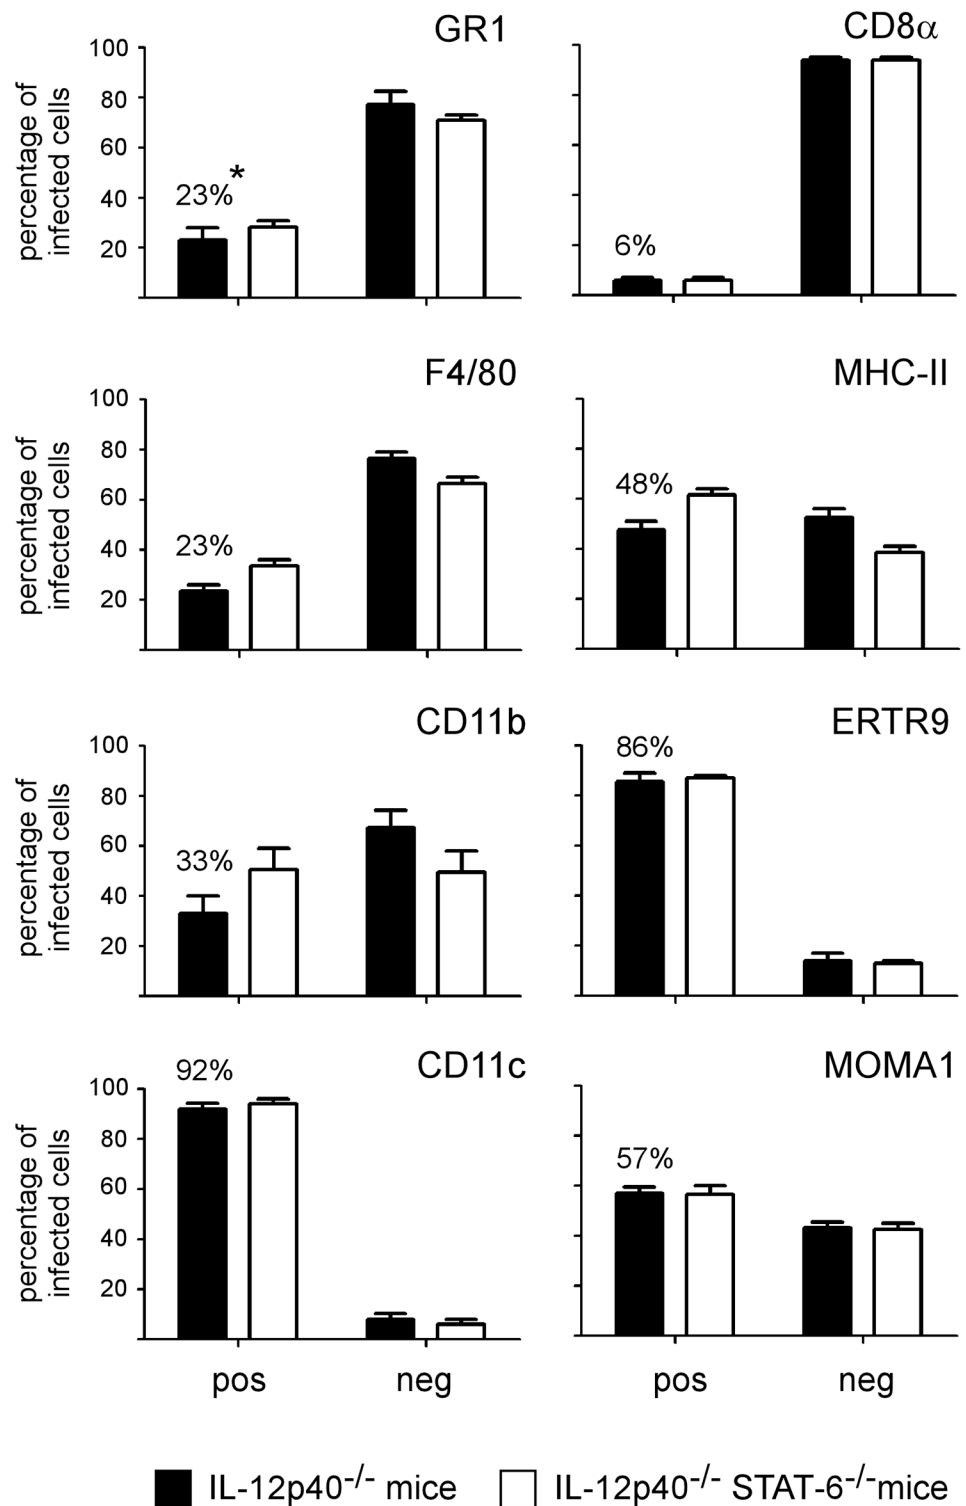 GR1
CD8α
percentage of
infected cells
100
80
60
40
20
23%
*
6%
F4/80
MHC-II
percentage of
infected cells
100
80
60
40
20
23%
48%
CD11b
ERTR9
percentage of
infected cells
100
80
60
40
20
33%
86%
CD11c
MOMA1
percentage of
infected cells
100
80
60
40
20
92%
57%
pos neg pos neg
IL-12p40-/- mice IL-12p40-/- STAT-6-/-mice